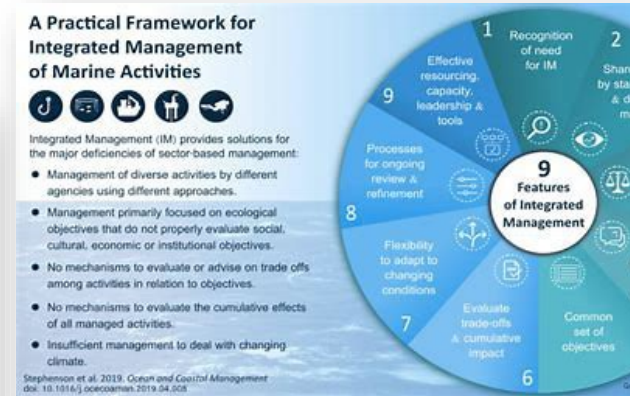 A Practical Framework for
Integrated Management
of Marine Activities
Integrated Management (IM) provides solutions for
the major deficiencies of sector-based management:
● Management of diverse activities by different
agencies using different approaches.
● Management primarily focused on ecological
objectives that do not properly evaluate social,
cultural, economic or institutional objectives.
● No mechanisms to evaluate or advise on trade offs
among activities in relation to objectives.
● No mechanisms to evaluate the cumulative effects
of all managed activities.
● Insufficient management to deal with changing
climate.
Stephenson et al. 2019. Ocean and Coastal Management
doi: 10.1016/j.ocecoaman.2019.04.008
9
Features
of Integrated
Management
1
Recognition
of need
for IM
2
by
Common
set of
objectives
6
Evaluate
trade-offs
& cumulative
impact
7
Flexibility
to adapt to
changing
conditions
8
Processes
for ongoing
review &
refinement
9
Effective
resourcing,
capacity,
leadership &
tools